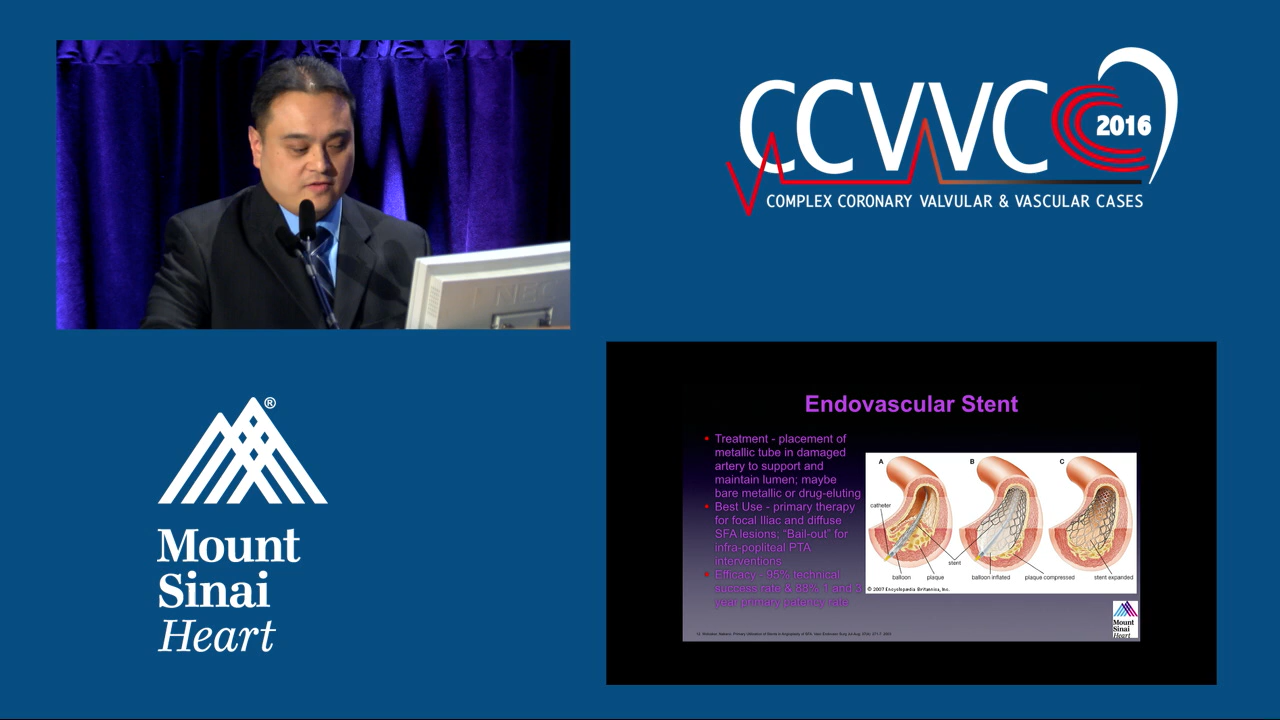 CCVVC
2016
COMPLEX CORONARY VALVULAR & VASCULAR CASES
NEC
®
Mount
Sinai
Heart
Endovascular Stent
• Treatment - placement of
metallic tube in damaged
artery to support and
maintain lumen; maybe
bare metallic or drug-eluting
• Best Use - primary therapy
for focal Iliac and diffuse
SFA lesions; “Bail-out” for
infra-popliteal PTA
interventions
• Efficacy - 95% technical
success rate & 88% 1 and 3
year primary patency rate
A B C
catheter
stent
balloon plaque balloon inflated plaque compressed stent expanded
© 2007 Encyclopædia Britannica, Inc.
Mount
Sinai
Heart